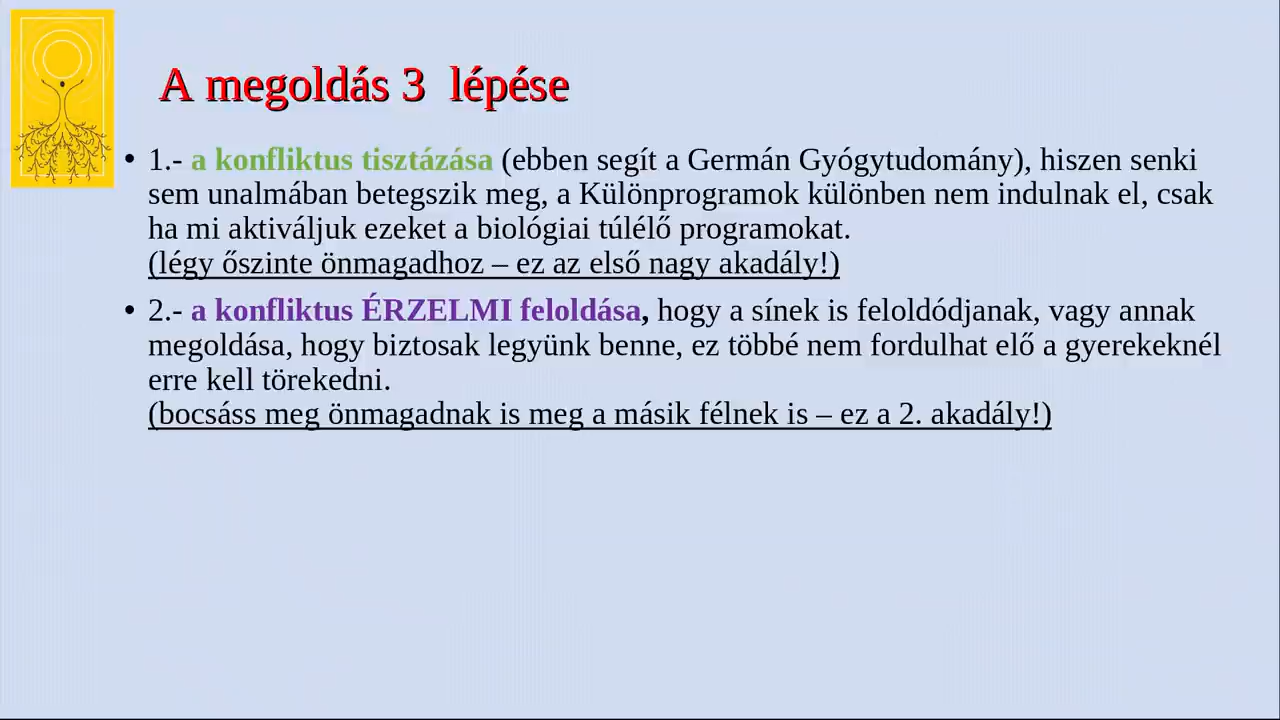 A megoldás 3 lépése
• 1.- a konfliktus tisztázása (ebben segít a Germán Gyógytudomány), hiszen senki
sem unalmában betegszik meg, a Különprogramok különben nem indulnak el, csak
ha mi aktiváljuk ezeket a biológiai túlélő programokat.
(légy őszinte önmagadhoz – ez az első nagy akadály!)
• 2.- a konfliktus ÉRZELMI feloldása, hogy a sínek is feloldódjanak, vagy annak
megoldása, hogy biztosak legyünk benne, ez többé nem fordulhat elő a gyerekeknél
erre kell törekedni.
(bocsáss meg önmagadnak is meg a másik félnek is – ez a 2. akadály!)